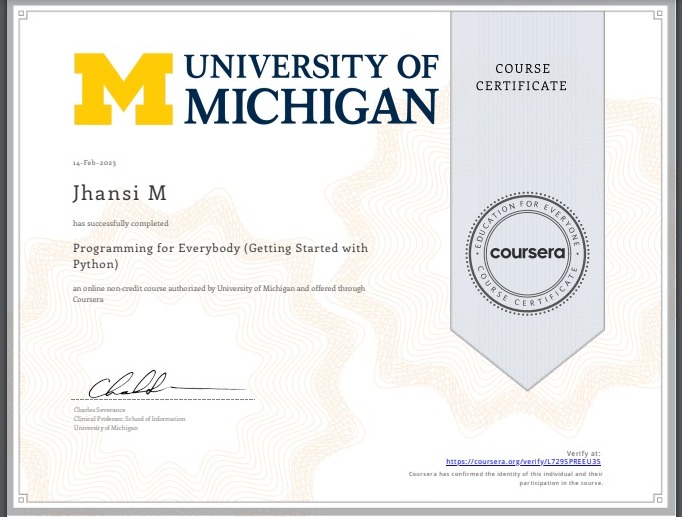 UNIVERSITY OF
MICHIGAN
COURSE
CERTIFICATE
14-Feb-2023
Jhansi M
has successfully completed
Programming for Everybody (Getting Started with
Python)
an online non-credit course authorized by University of Michigan and offered through
Coursera
EDUCATION FOR EVERYONE
coursera
COURSE CERTIFICATE
Charles Severance
Clinical Professor, School of Information
University of Michigan
Verify at:
https://coursera.org/verify/L729SPREEU35
Coursera has confirmed the identity of this individual and their
participation in the course.